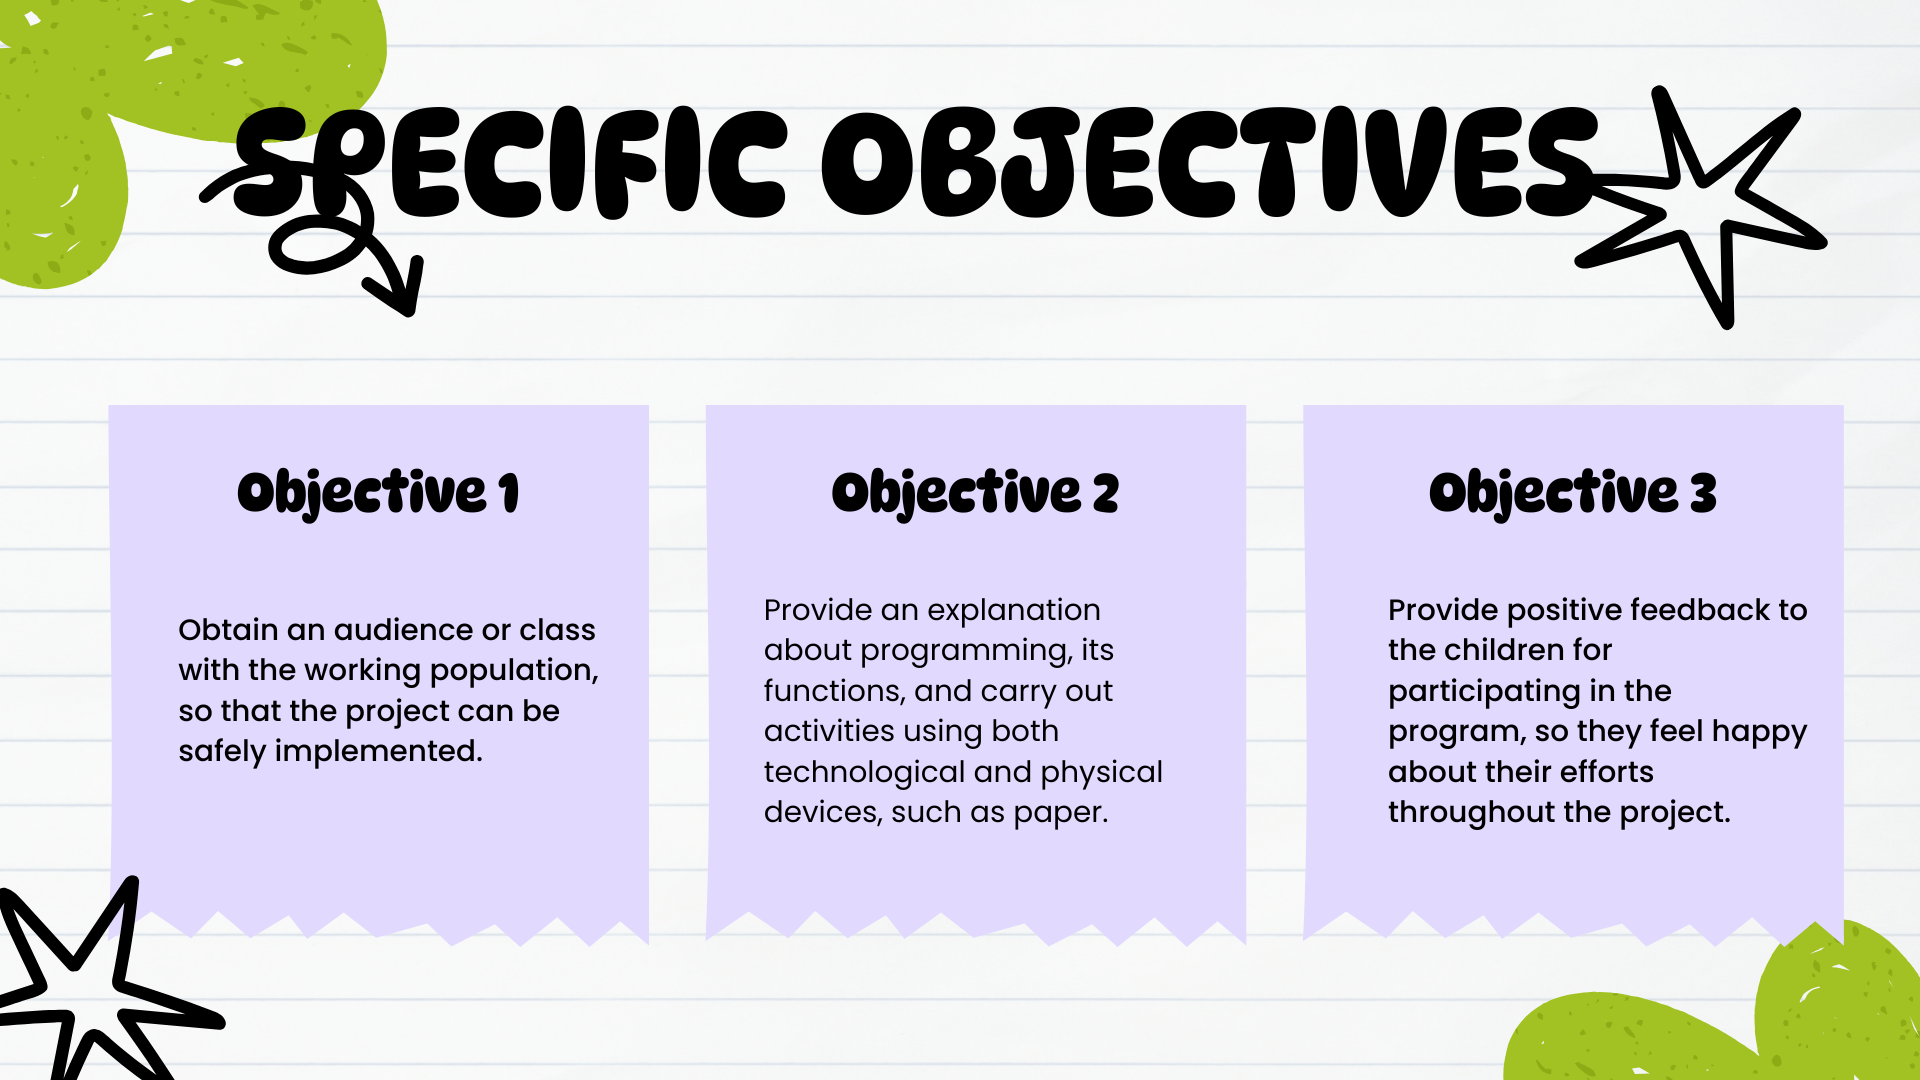 SPECIFIC OBJECTIVES
Objective 1
Obtain an audience or class
with the working population,
so that the project can be
safely implemented.
Objective 2
Provide an explanation
about programming, its
functions, and carry out
activities using both
technological and physical
devices, such as paper.
Objective 3
Provide positive feedback to
the children for
participating in the
program, so they feel happy
about their efforts
throughout the project.